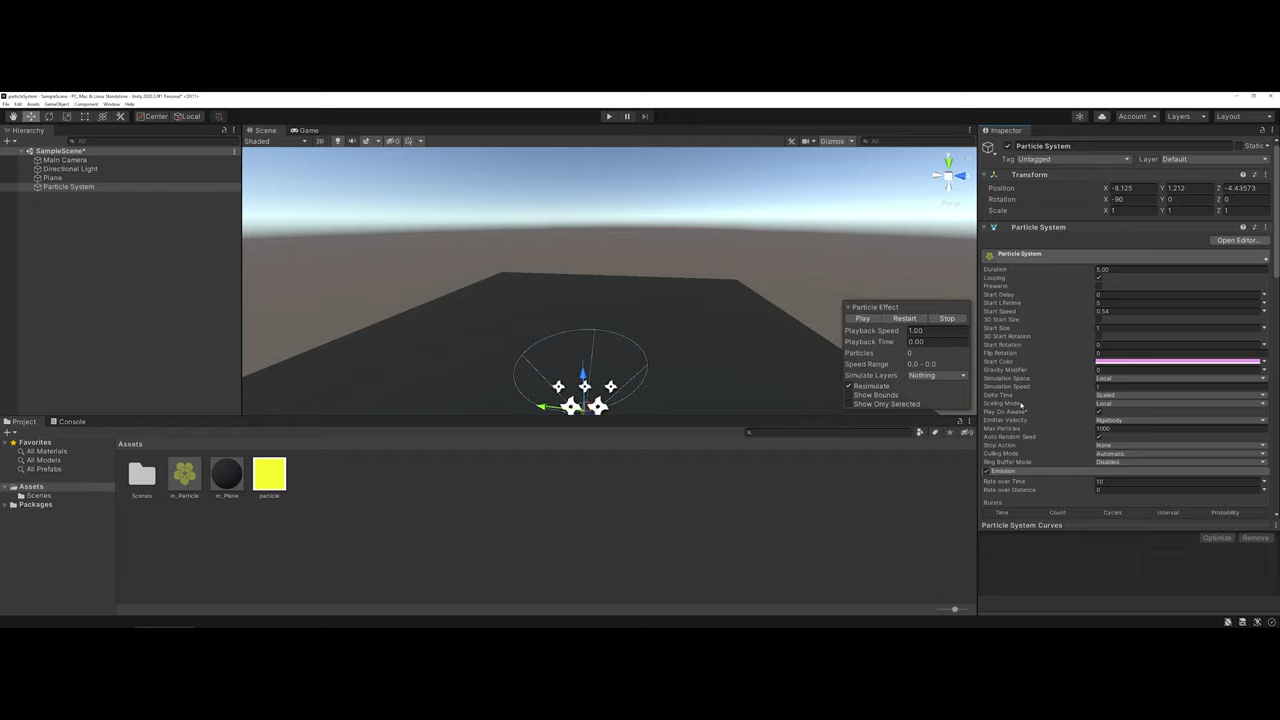 particleSystem - SampleScene - PC, Mac & Linux Standalone - Unity 2020.3.9f1 Personal* <DX11>
File Edit Assets GameObject Component Window Help
Center Local
Account Layers Layout
Hierarchy
All
SampleScene*
Main Camera
Directional Light
Plane
Particle System
Scene Game
Shaded 2D 0 Gizmos All
Persp
Particle Effect
Play Restart Stop
Playback Speed 1.00
Playback Time 0.00
Particles 0
Speed Range 0.0 - 0.0
Simulate Layers Nothing
Resimulate
Show Bounds
Show Only Selected
Inspector
Particle System Static
Tag Untagged Layer Default
Transform
Position X -8.125 Y 1.212 Z -4.43573
Rotation X -90 Y 0 Z 0
Scale X 1 Y 1 Z 1
Particle System
Open Editor...
Particle System
Duration 5.00
Looping
Prewarm
Start Delay 0
Start Lifetime 5
Start Speed 0.54
3D Start Size
Start Size 1
3D Start Rotation
Start Rotation 0
Flip Rotation 0
Start Color
Gravity Modifier 0
Simulation Space Local
Simulation Speed 1
Delta Time Scaled
Scaling Mode Local
Play On Awake*
Emitter Velocity Rigidbody
Max Particles 1000
Auto Random Seed
Stop Action None
Culling Mode Automatic
Ring Buffer Mode Disabled
Emission
Rate over Time 10
Rate over Distance 0
Bursts
Time Count Cycles Interval Probability
Particle System Curves
Optimize Remove
Project Console
9
Favorites
All Materials
All Models
All Prefabs
Assets
Scenes
Packages
Assets
Scenes m_Particle m_Plane particle